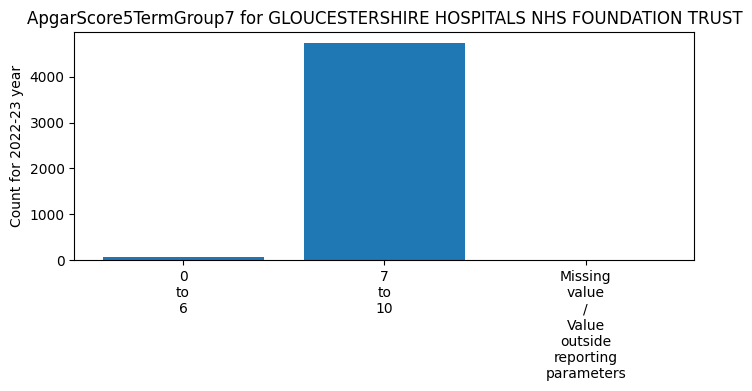 ApgarScore5TermGroup7 for GLOUCESTERSHIRE HOSPITALS NHS FOUNDATION TRUST
Count for 2022-23 year
4000
3000
2000
1000
0
0
to
6
7
to
10
Missing
value
/
Value
outside
reporting
parameters